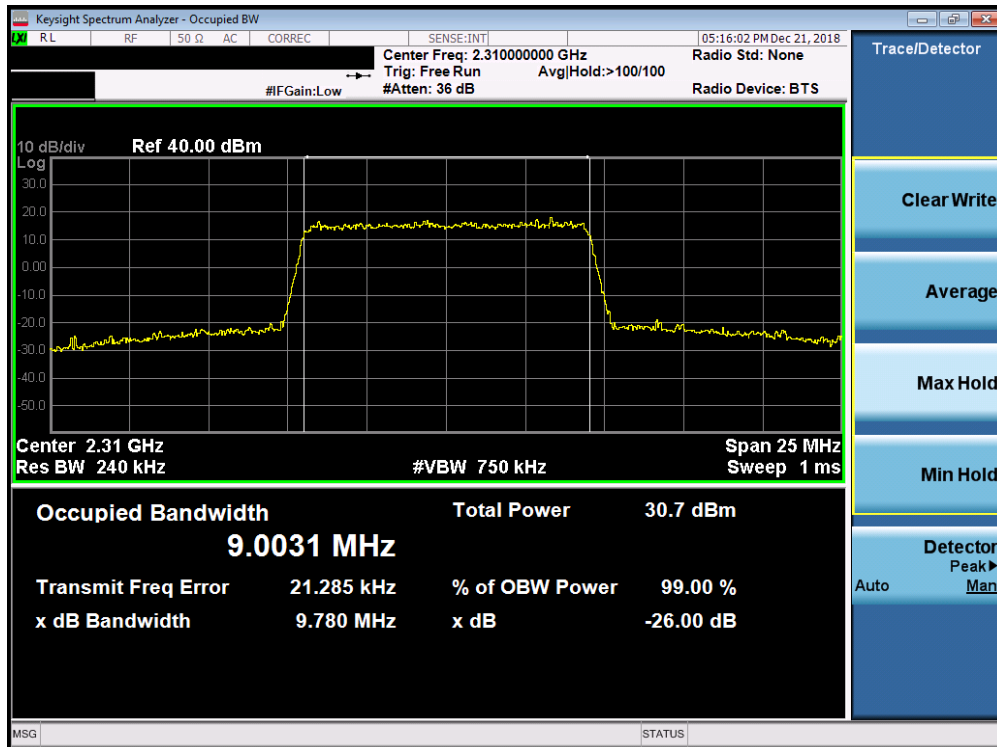 Keysight Spectrum Analyzer - Occupied BW
LXI RL RF 50 Ω AC CORREC SENSE:INT 05:16:02 PM Dec 21, 2018
Center Freq: 2.310000000 GHz Radio Std: None
Trig: Free Run Avg|Hold:>100/100
#IFGain:Low #Atten: 36 dB Radio Device: BTS
10 dB/div Ref 40.00 dBm
Log
30.0
20.0
10.0
0.00
-10.0
-20.0
-30.0
-40.0
-50.0
Center 2.31 GHz Span 25 MHz
Res BW 240 kHz #VBW 750 kHz Sweep 1 ms
Occupied Bandwidth Total Power 30.7 dBm
9.0031 MHz
Transmit Freq Error 21.285 kHz % of OBW Power 99.00 %
x dB Bandwidth 9.780 MHz x dB -26.00 dB
MSG STATUS
Trace/Detector
Clear Write
Average
Max Hold
Min Hold
Detector
Peak▶
Auto Man